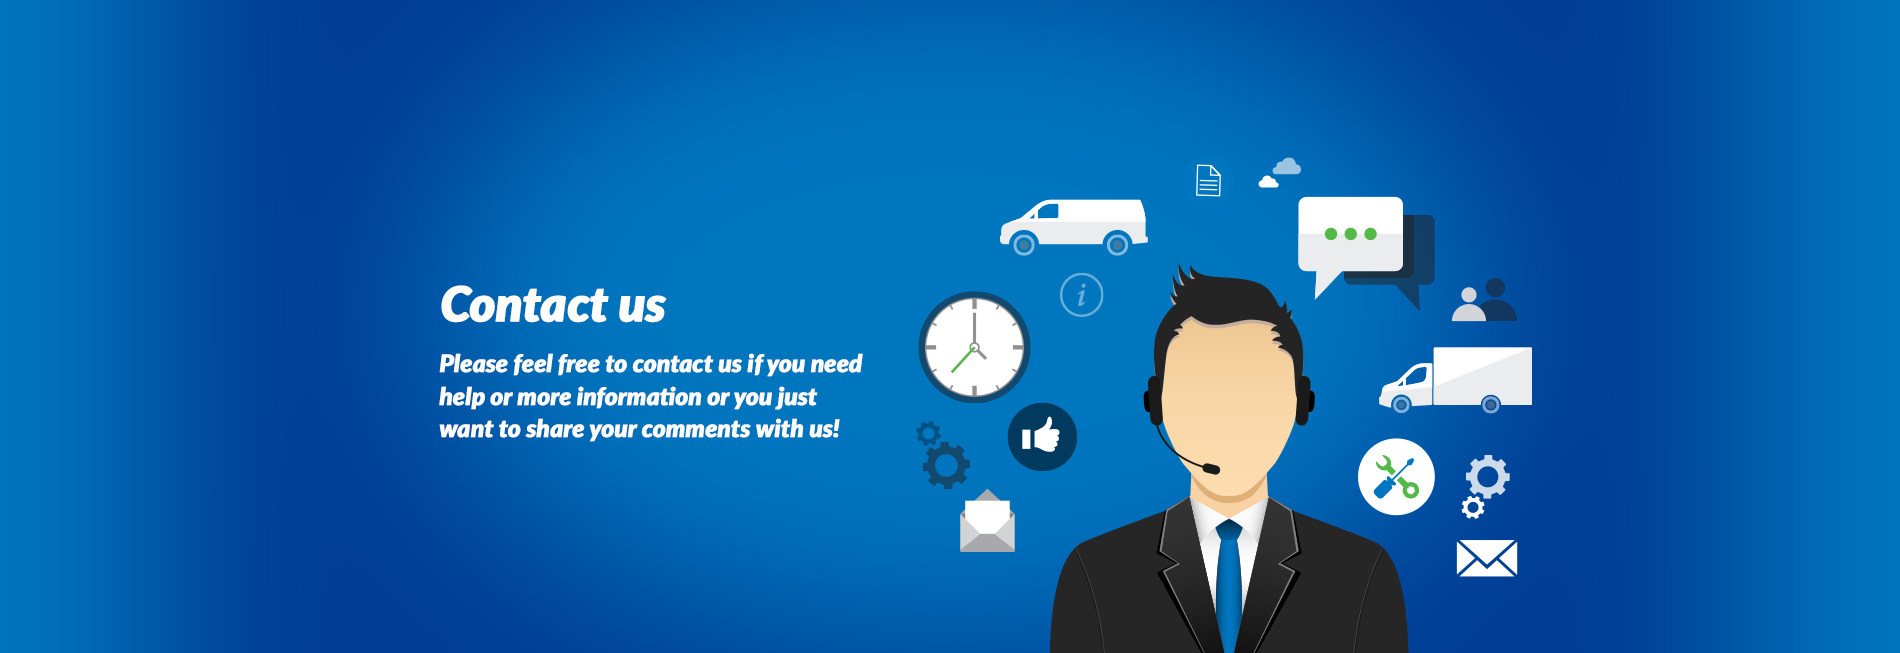 Contact us
Please feel free to contact us if you need
help or more information or you just
want to share your comments with us!
i